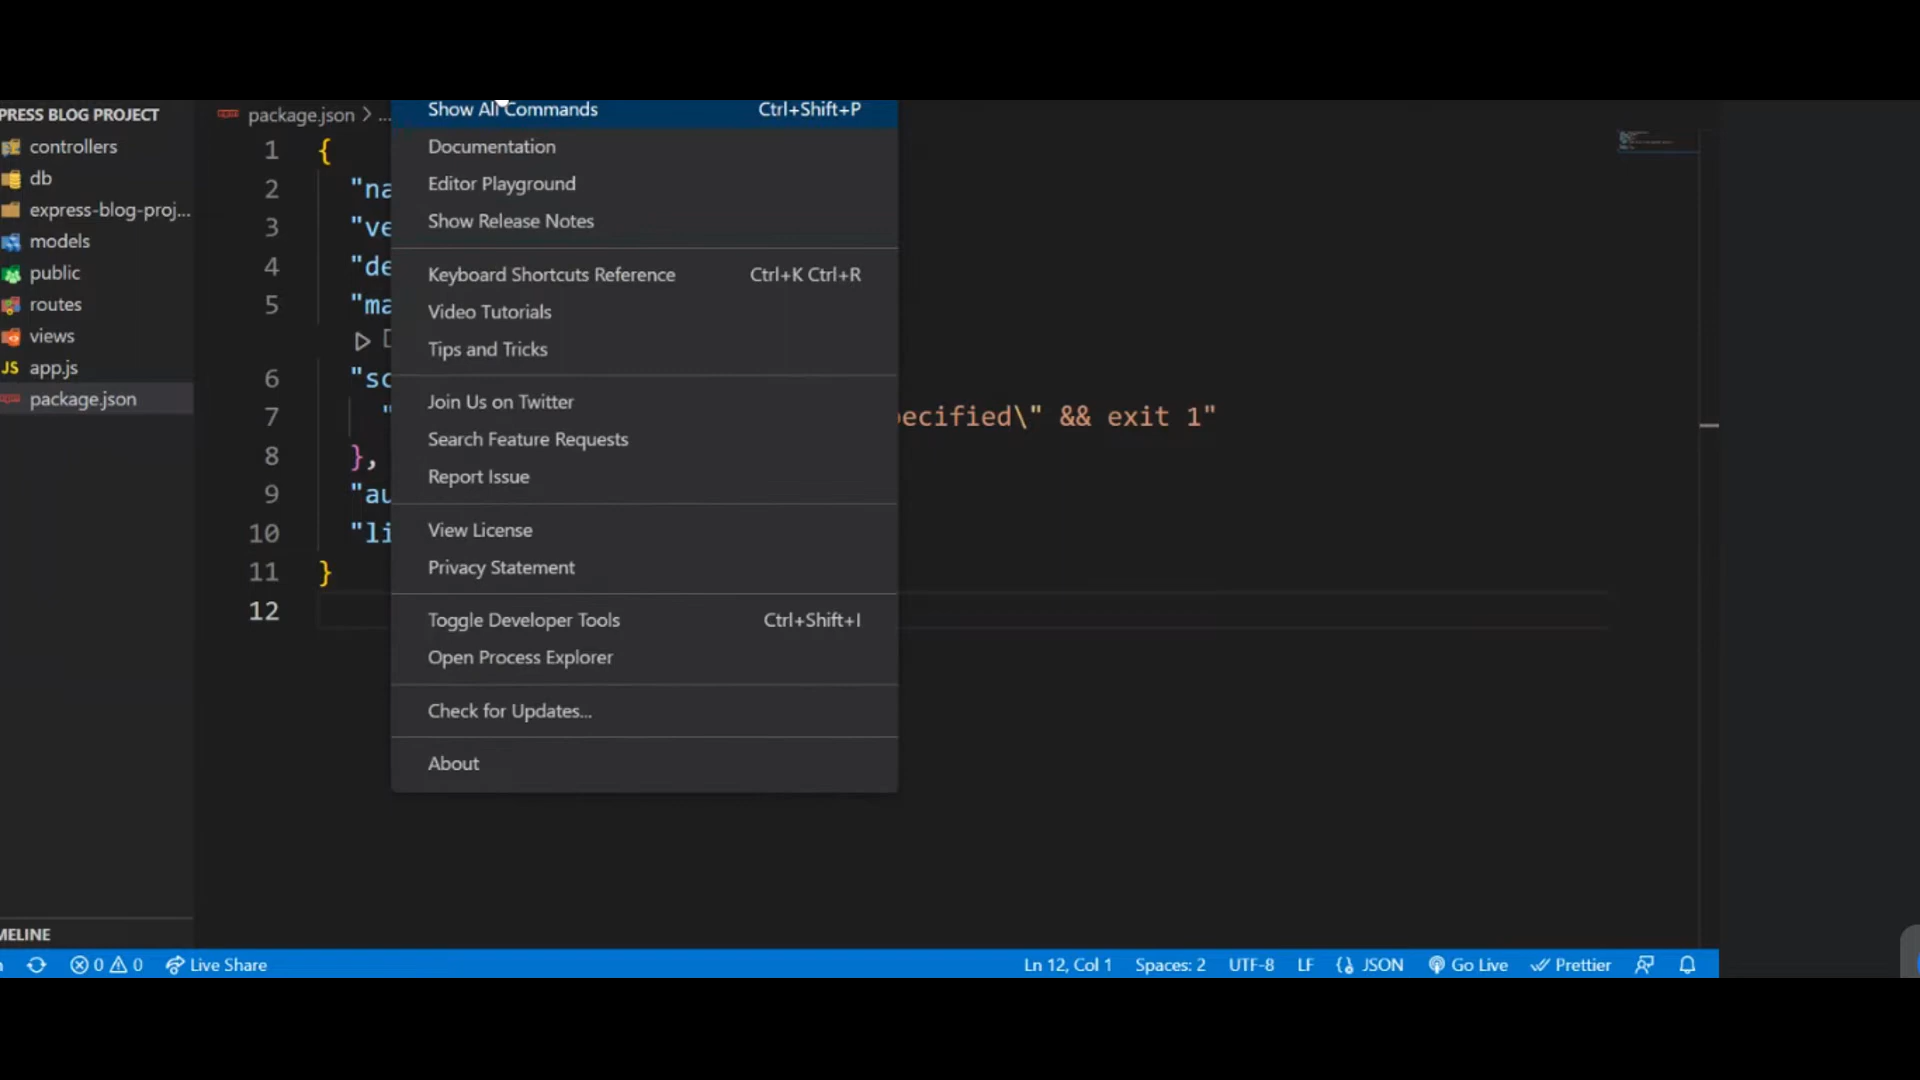 PRESS BLOG PROJECT
controllers
db
express-blog-proj...
models
public
routes
views
JS app.js
package.json
MELINE
package.json > ...
1 {
2 "na
3 "ve
4 "de
5 "ma
6 "sc
7 " ecified\" && exit 1"
8 },
9 "au
10 "li
11 }
12
Show All Commands Ctrl+Shift+P
Documentation
Editor Playground
Show Release Notes
Keyboard Shortcuts Reference Ctrl+K Ctrl+R
Video Tutorials
Tips and Tricks
Join Us on Twitter
Search Feature Requests
Report Issue
View License
Privacy Statement
Toggle Developer Tools Ctrl+Shift+I
Open Process Explorer
Check for Updates...
About
0 0 Live Share Ln 12, Col 1 Spaces: 2 UTF-8 LF JSON Go Live Prettier